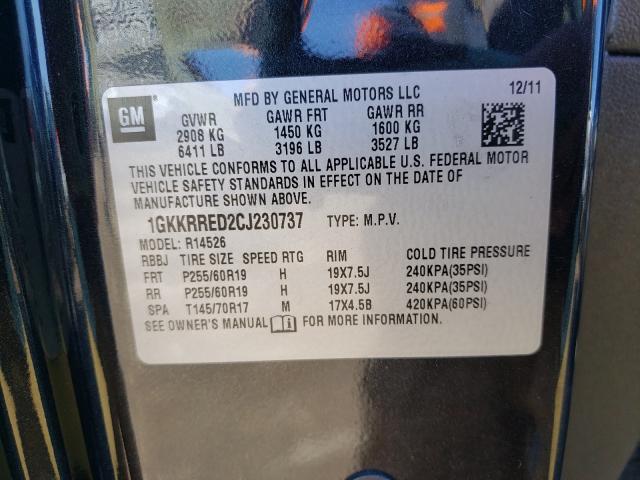 MFD BY GENERAL MOTORS LLC 12/11
GM
GVWR GAWR FRT GAWR RR
2908 KG 1450 KG 1600 KG
6411 LB 3196 LB 3527 LB
THIS VEHICLE CONFORMS TO ALL APPLICABLE U.S. FEDERAL MOTOR
VEHICLE SAFETY STANDARDS IN EFFECT ON THE DATE OF
MANUFACTURE SHOWN ABOVE.
1GKKRRED2CJ230737 TYPE: M.P.V.
MODEL: R14526
RBBJ TIRE SIZE SPEED RTG RIM COLD TIRE PRESSURE
FRT P255/60R19 H 19X7.5J 240KPA(35PSI)
RR P255/60R19 H 19X7.5J 240KPA(35PSI)
SPA T145/70R17 M 17X4.5B 420KPA(60PSI)
SEE OWNER'S MANUAL FOR MORE INFORMATION.